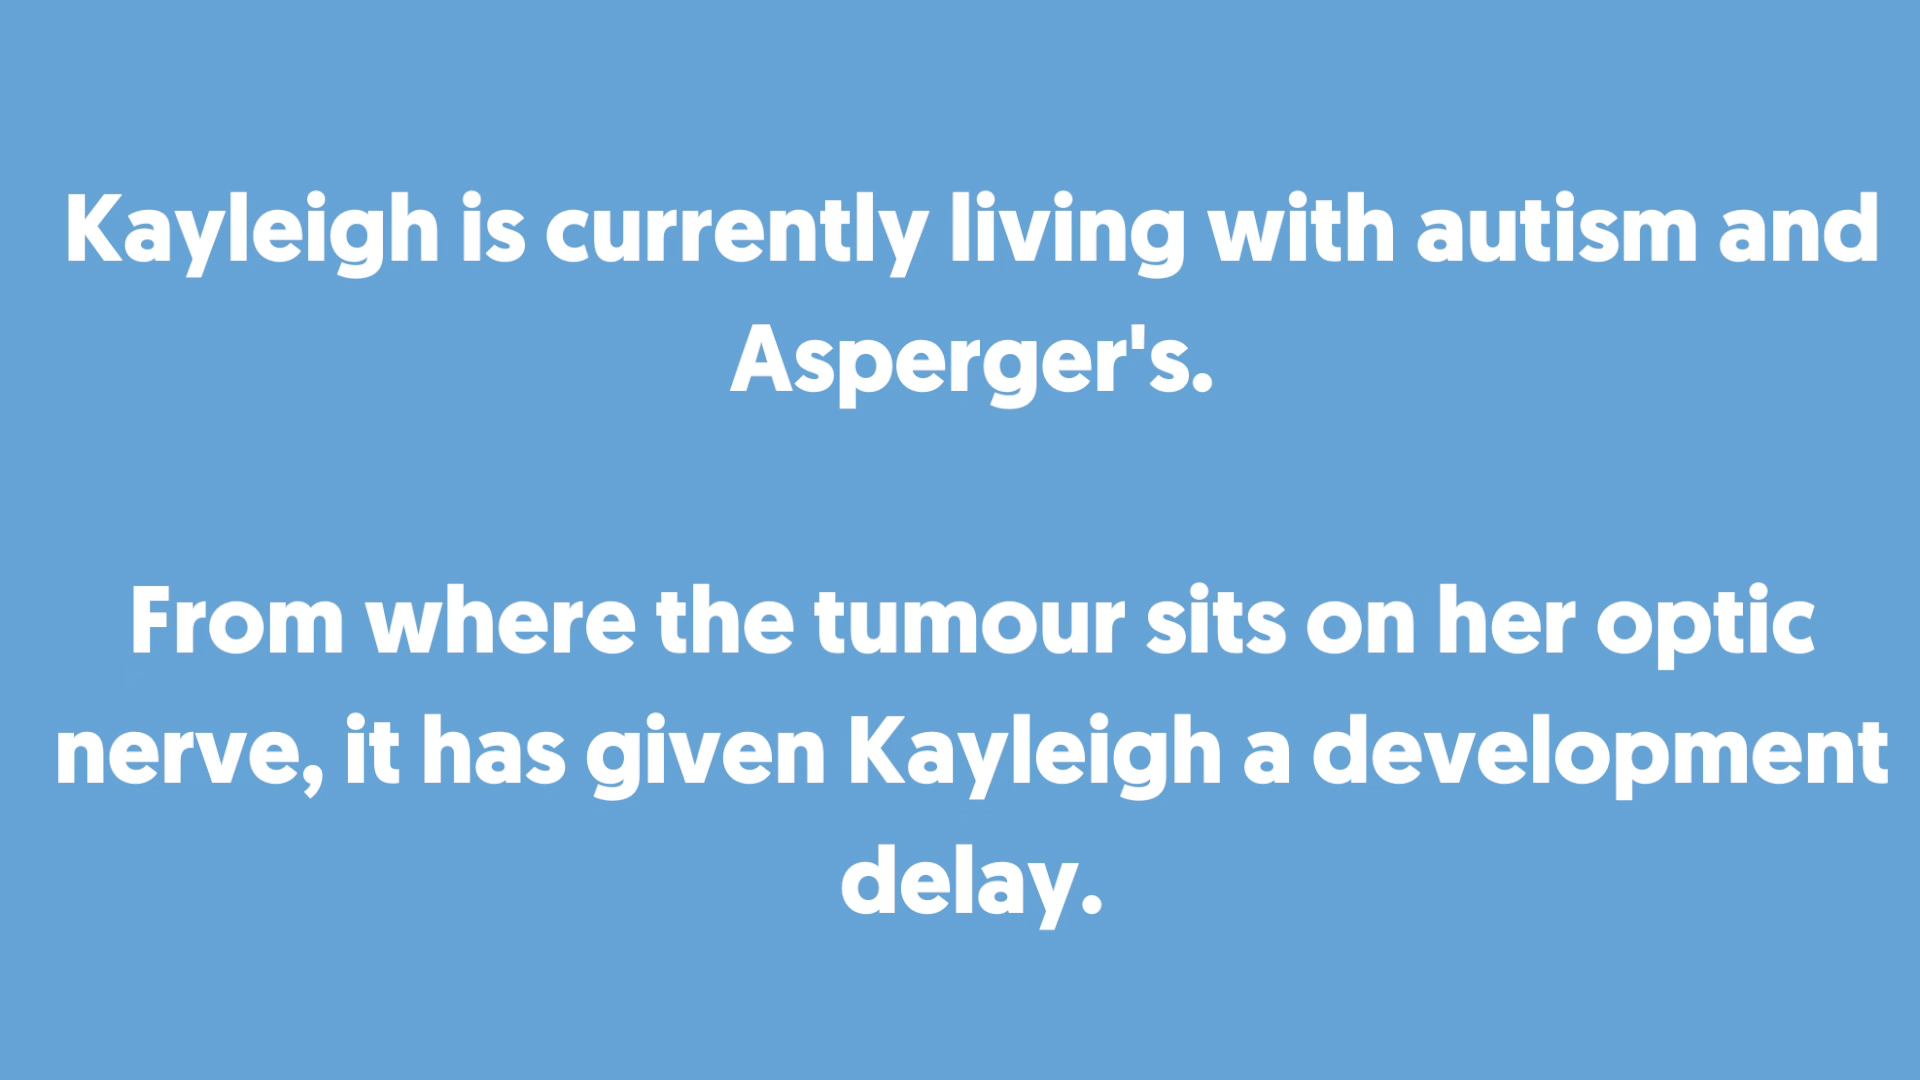 Kayleigh is currently living with autism and
Asperger's.
From where the tumour sits on her optic
nerve, it has given Kayleigh a development
delay.